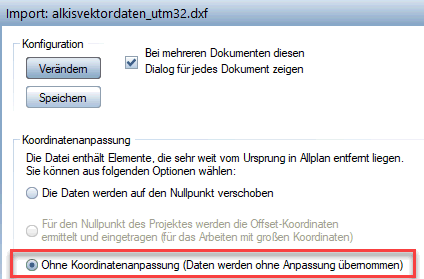 Import: alkisvektordaten_utm32.dxf
Konfiguration
Verändern
Bei mehreren Dokumenten diesen
Dialog für jedes Dokument zeigen
Speichern
Koordinatenanpassung
Die Datei enthält Elemente, die sehr weit vom Ursprung in Allplan entfernt liegen.
Sie können aus folgenden Optionen wählen:
Die Daten werden auf den Nullpunkt verschoben
Für den Nullpunkt des Projektes werden die Offset-Koordinaten
ermittelt und eingetragen (für das Arbeiten mit großen Koordinaten)
Ohne Koordinatenanpassung (Daten werden ohne Anpassung übernommen)